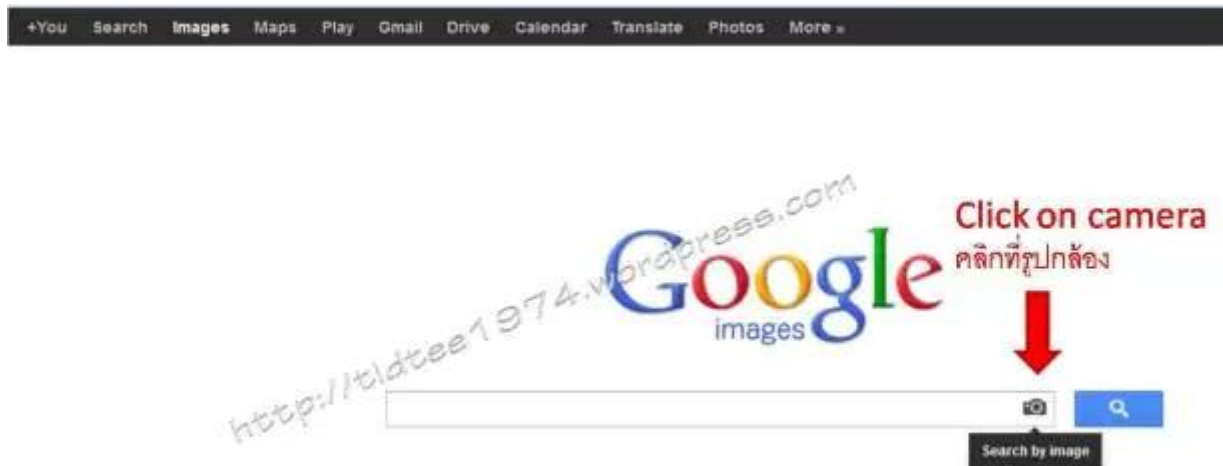 +You Search Images Maps Play Gmail Drive Calendar Translate Photos More »
http://tldtee1974.wordpress.com
Click on camera
คลิกที่รูปกล้อง
Google
images
Search by image